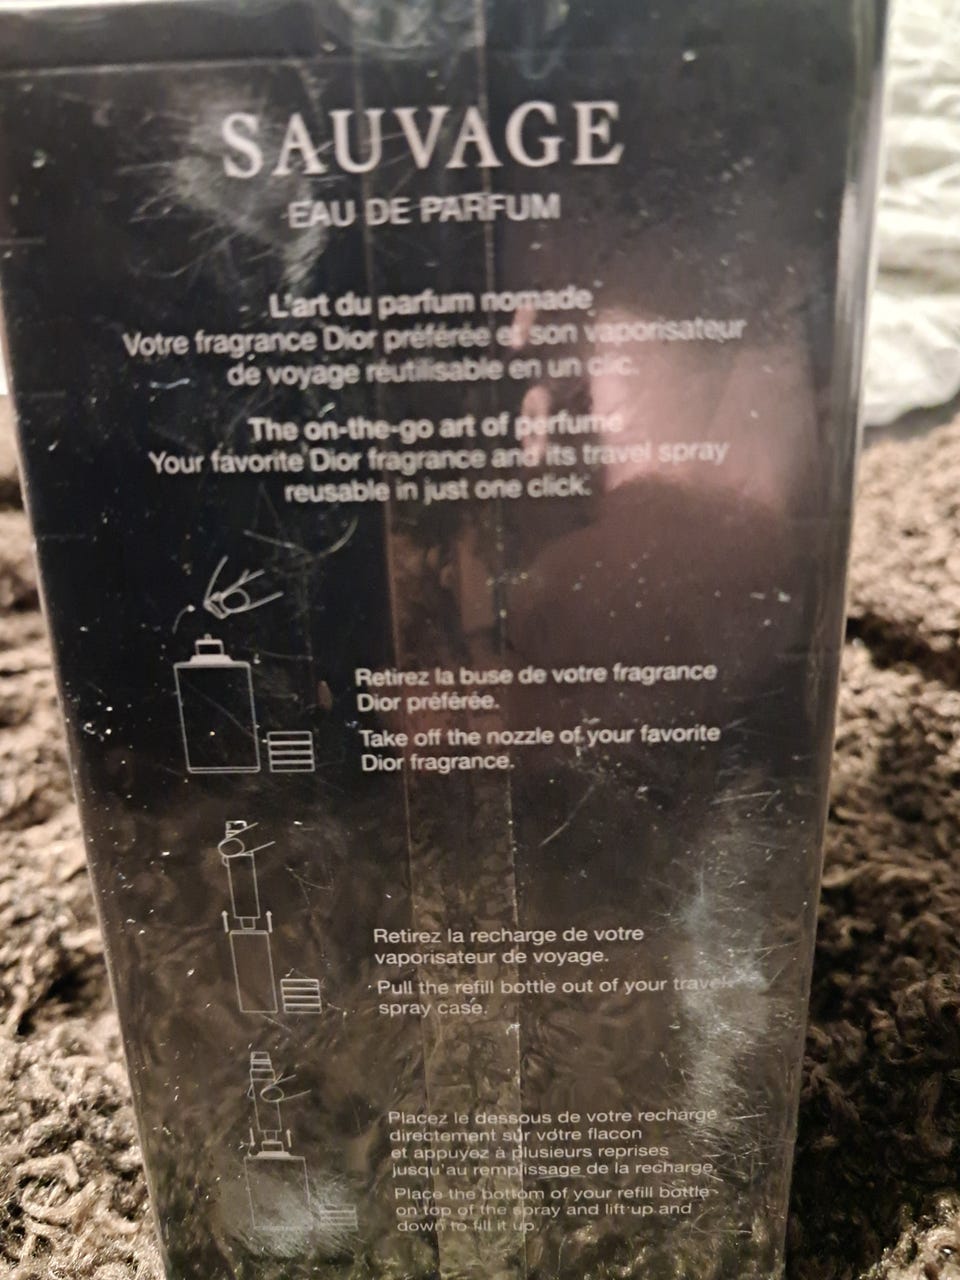 SAUVAGE
EAU DE PARFUM
L'art du parfum nomade
Votre fragrance Dior préférée et son vaporisateur
de voyage réutilisable en un clic.
The on-the-go art of perfume
Your favorite Dior fragrance and its travel spray
reusable in just one click.
Retirez la buse de votre fragrance
Dior préférée.
Take off the nozzle of your favorite
Dior fragrance.
Retirez la recharge de votre
vaporisateur de voyage.
Pull the refill bottle out of your travel
spray case.
Placez le dessous de votre recharge
directement sur votre flacon
et appuyez à plusieurs reprises
jusqu'au remplissage de la recharge.
Place the bottom of your refill bottle
on top of the spray and lift up and
down to fill it up.